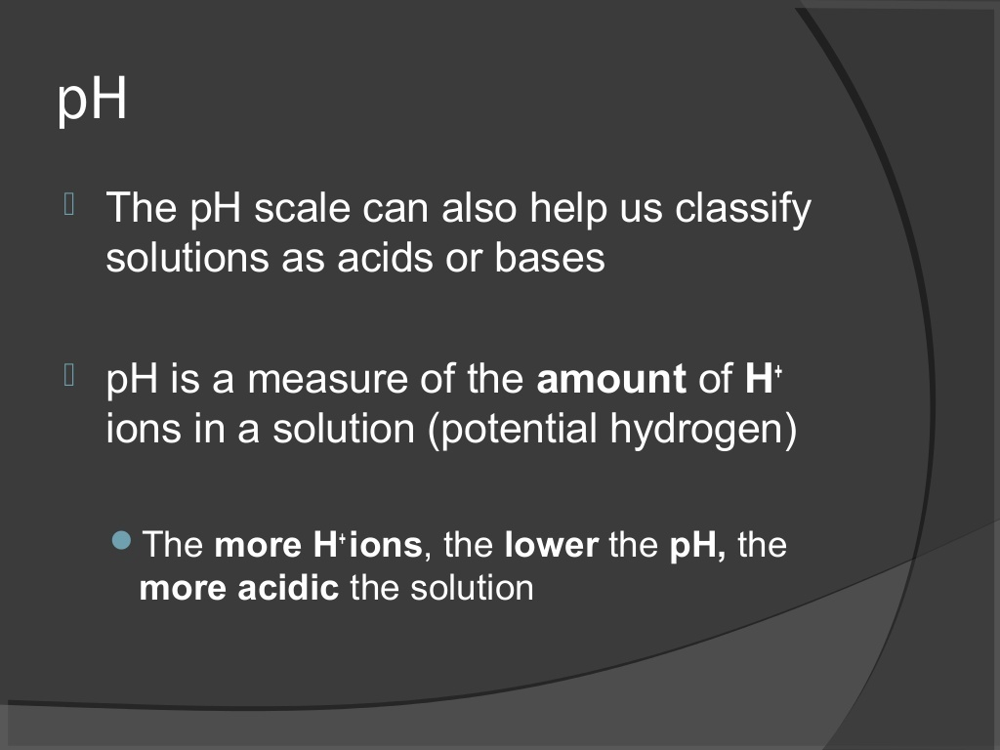 pH
The pH scale can also help us classify
solutions as acids or bases
pH is a measure of the amount of H⁺
ions in a solution (potential hydrogen)
The more H⁺ ions, the lower the pH, the
more acidic the solution